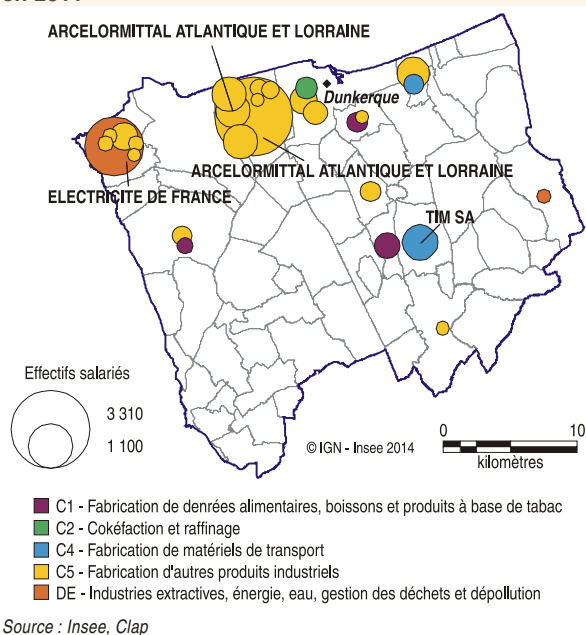 ARCELORMITTAL ATLANTIQUE ET LORRAINE
Dunkerque
ARCELORMITTAL ATLANTIQUE ET LORRAINE
ELECTRICITE DE FRANCE
TIM SA
Effectifs salariés
3 310
1 100
© IGN - Insee 2014
0 10
kilomètres
C1 - Fabrication de denrées alimentaires, boissons et produits à base de tabac
C2 - Cokéfaction et raffinage
C4 - Fabrication de matériels de transport
C5 - Fabrication d'autres produits industriels
DE - Industries extractives, énergie, eau, gestion des déchets et dépollution
Source : Insee, Clap